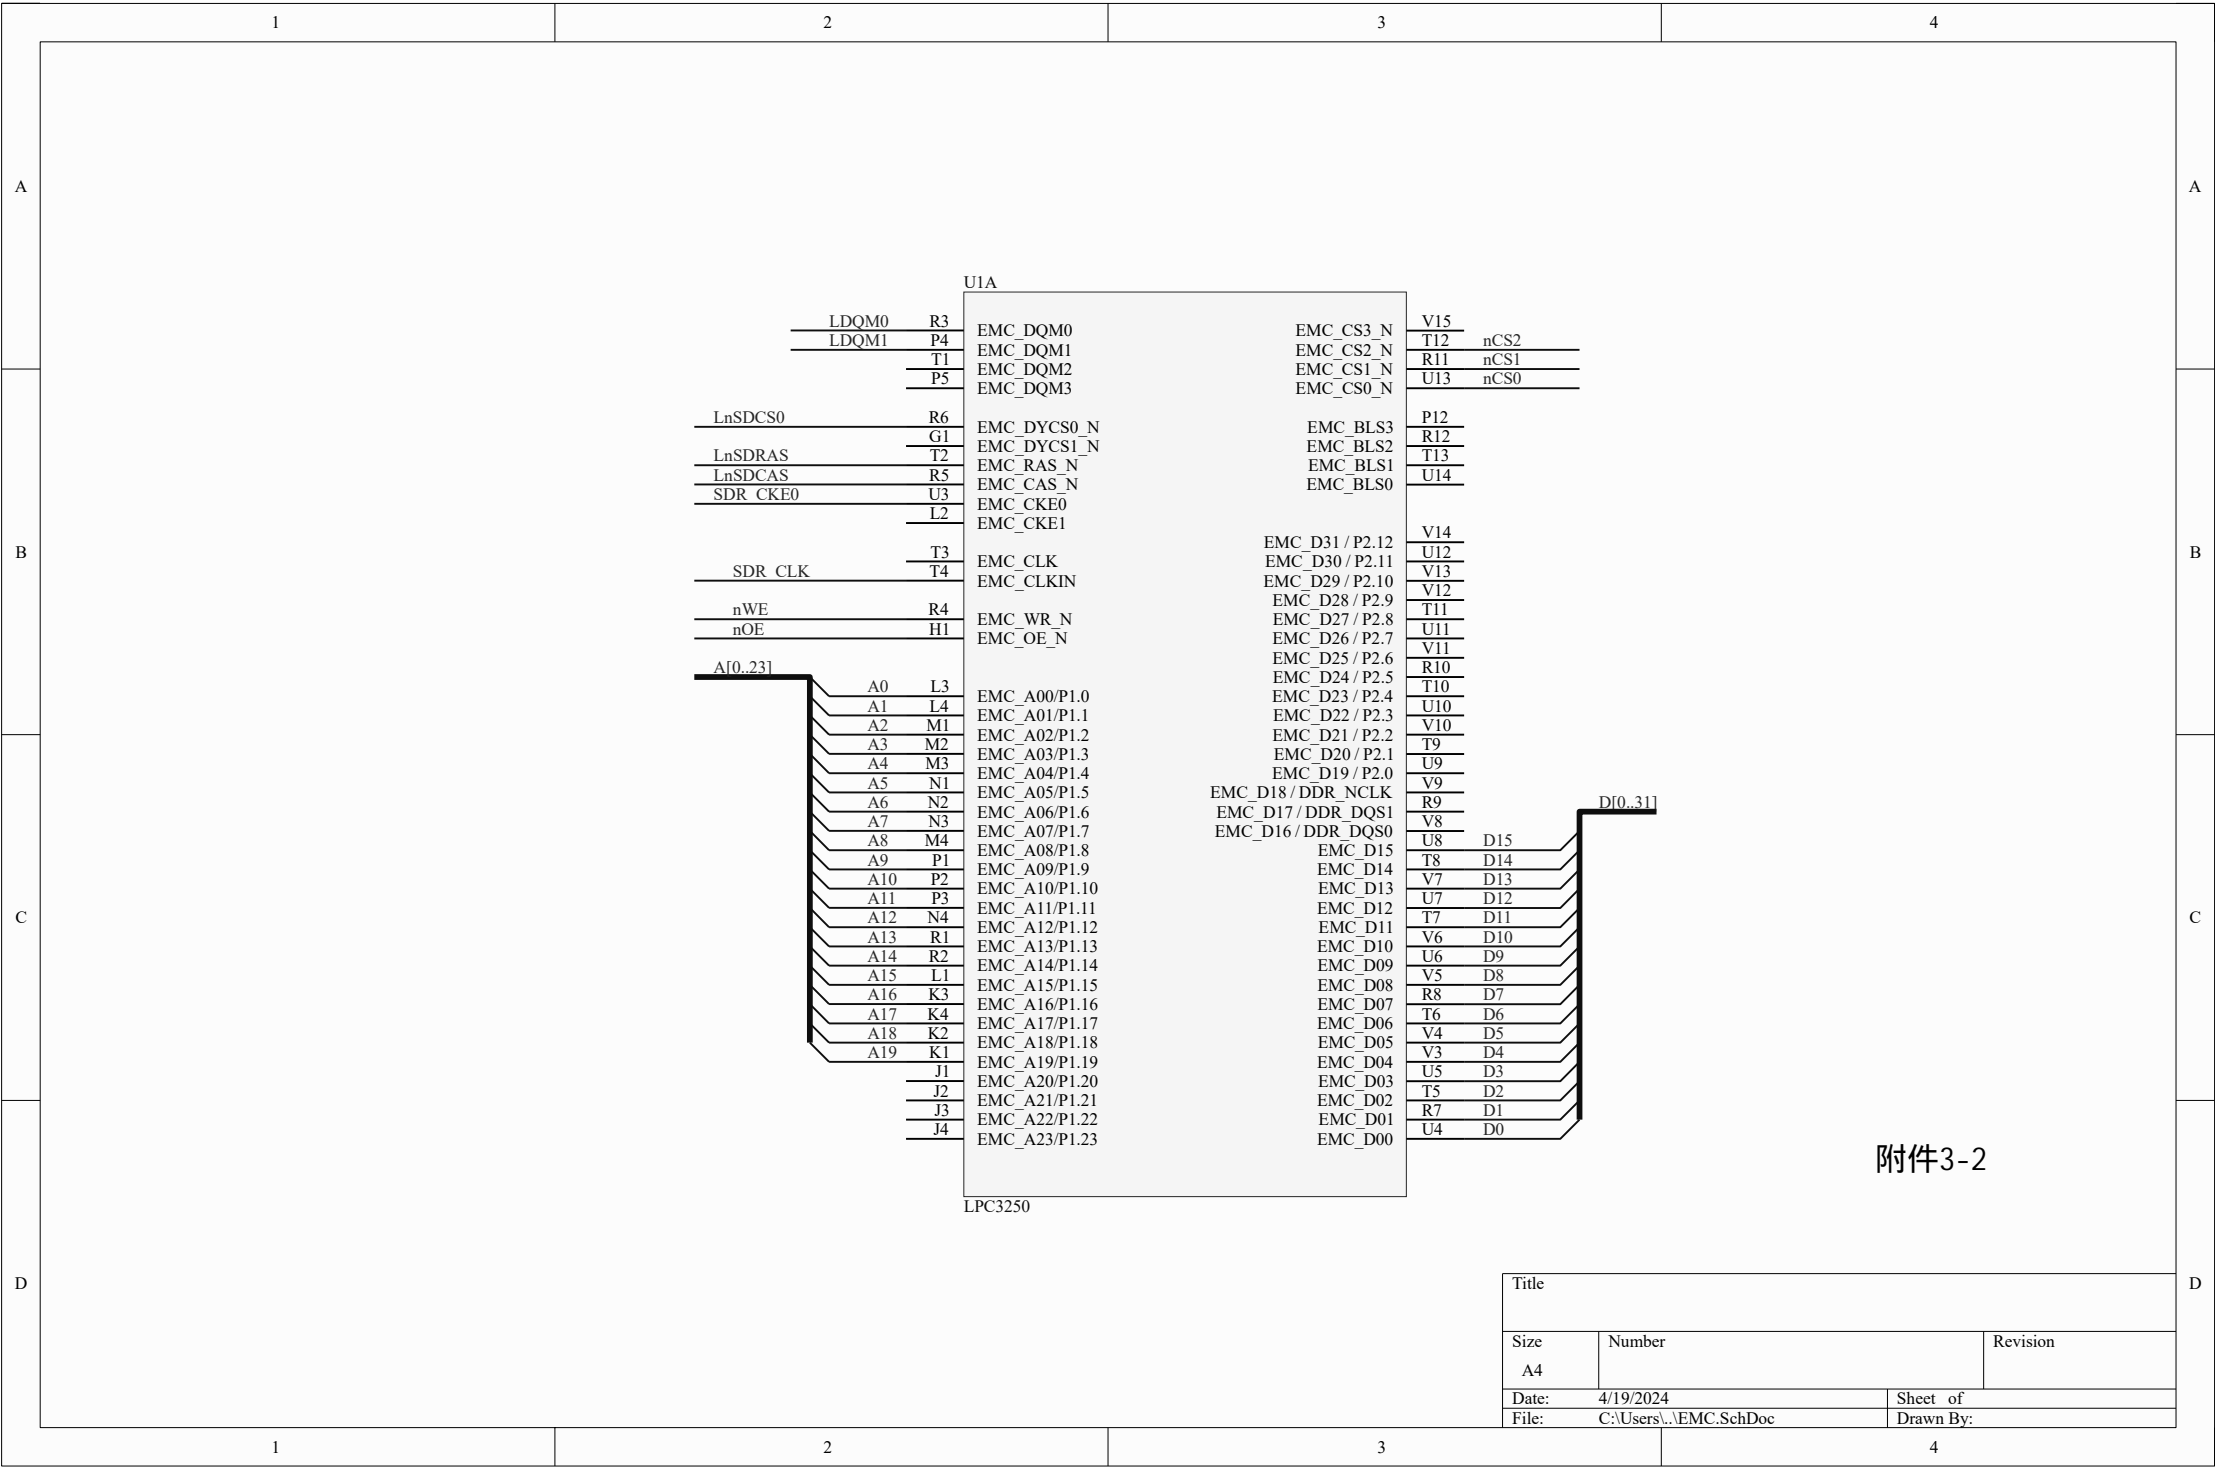 1 2 3 4
A A
U1A
LDQM0 R3 EMC_DQM0 EMC_CS3_N V15
LDQM1 P4 EMC_DQM1 EMC_CS2_N T12 nCS2
T1 EMC_DQM2 EMC_CS1_N R11 nCS1
P5 EMC_DQM3 EMC_CS0_N U13 nCS0
LnSDCS0 R6 EMC_DYCS0_N EMC_BLS3 P12
G1 EMC_DYCS1_N EMC_BLS2 R12
LnSDRAS T2 EMC_RAS_N EMC_BLS1 T13
LnSDCAS R5 EMC_CAS_N EMC_BLS0 U14
SDR_CKE0 U3 EMC_CKE0
L2 EMC_CKE1
EMC_D31 / P2.12 V14
B B
T3 EMC_CLK EMC_D30 / P2.11 U12
SDR_CLK T4 EMC_CLKIN EMC_D29 / P2.10 V13
EMC_D28 / P2.9 V12
nWE R4 EMC_WR_N EMC_D27 / P2.8 T11
nOE H1 EMC_OE_N EMC_D26 / P2.7 U11
EMC_D25 / P2.6 V11
A[0..23] EMC_D24 / P2.5 R10
A0 L3 EMC_A00/P1.0 EMC_D23 / P2.4 T10
A1 L4 EMC_A01/P1.1 EMC_D22 / P2.3 U10
A2 M1 EMC_A02/P1.2 EMC_D21 / P2.2 V10
A3 M2 EMC_A03/P1.3 EMC_D20 / P2.1 T9
A4 M3 EMC_A04/P1.4 EMC_D19 / P2.0 U9
A5 N1 EMC_A05/P1.5 EMC_D18 / DDR_NCLK V9
A6 N2 EMC_A06/P1.6 EMC_D17 / DDR_DQS1 R9 D[0..31]
A7 N3 EMC_A07/P1.7 EMC_D16 / DDR_DQS0 V8
A8 M4 EMC_A08/P1.8 EMC_D15 U8 D15
A9 P1 EMC_A09/P1.9 EMC_D14 T8 D14
A10 P2 EMC_A10/P1.10 EMC_D13 V7 D13
A11 P3 EMC_A11/P1.11 EMC_D12 U7 D12
C C
A12 N4 EMC_A12/P1.12 EMC_D11 T7 D11
A13 R1 EMC_A13/P1.13 EMC_D10 V6 D10
A14 R2 EMC_A14/P1.14 EMC_D09 U6 D9
A15 L1 EMC_A15/P1.15 EMC_D08 V5 D8
A16 K3 EMC_A16/P1.16 EMC_D07 R8 D7
A17 K4 EMC_A17/P1.17 EMC_D06 T6 D6
A18 K2 EMC_A18/P1.18 EMC_D05 V4 D5
A19 K1 EMC_A19/P1.19 EMC_D04 V3 D4
J1 EMC_A20/P1.20 EMC_D03 U5 D3
J2 EMC_A21/P1.21 EMC_D02 T5 D2
J3 EMC_A22/P1.22 EMC_D01 R7 D1
J4 EMC_A23/P1.23 EMC_D00 U4 D0
附件3-2
LPC3250
D D
Title
Size Number Revision
A4
Date: 4/19/2024 Sheet of
File: C:\Users\..\EMC.SchDoc Drawn By:
1 2 3 4